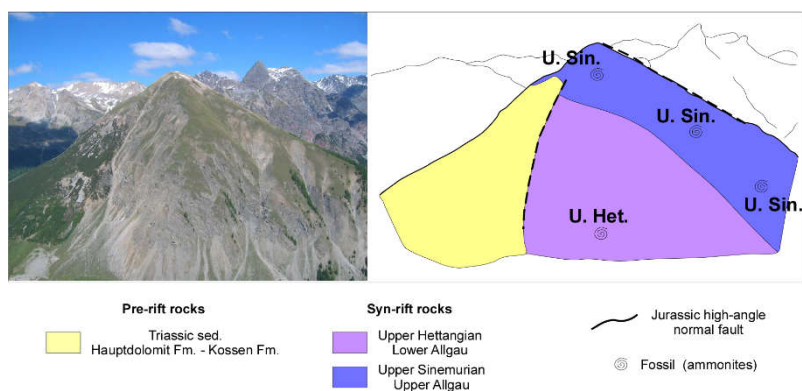 U. Sin.
U. Sin.
U. Sin.
U. Het.
Pre-rift rocks
Triassic sed.
Hauptdolomit Fm. - Kossen Fm.
Syn-rift rocks
Upper Hettangian
Lower Allgau
Upper Sinemurian
Upper Allgau
Jurassic high-angle
normal fault
Fossil (ammonites)